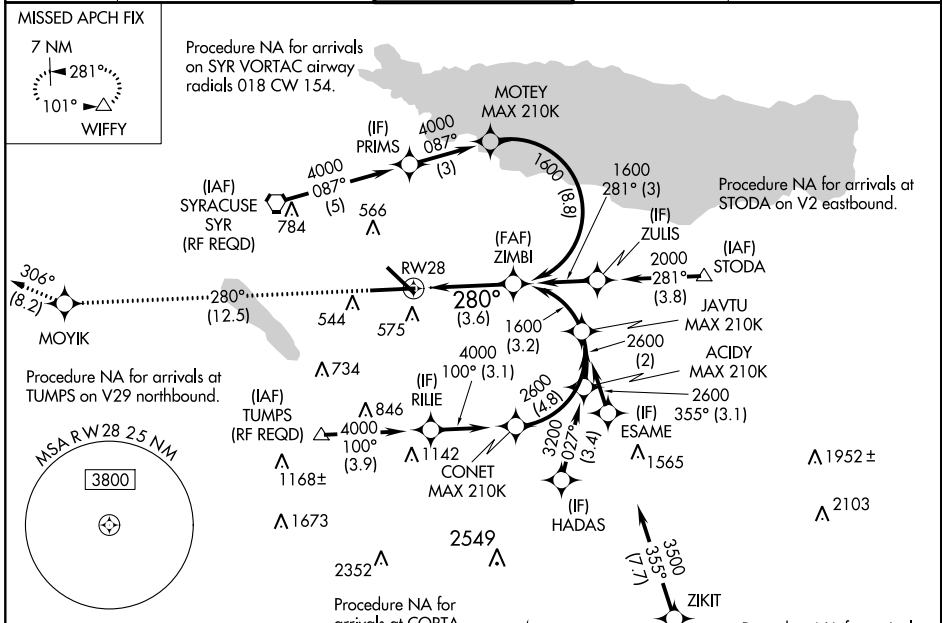 MISSED APCH FIX
7 NM
281°
101°
WIFFY
Procedure NA for arrivals
on SYR VORTAC airway
radials 018 CW 154.
MOTEY
MAX 210K
(IF)
PRIMS
4000
087°
(3)
4000
087°
(5)
(IAF)
SYRACUSE
SYR
(RF REQD)
784
566
1600 (8.8)
1600
281° (3)
Procedure NA for arrivals at
STODA on V2 eastbound.
(IF)
ZULIS
(FAF)
ZIMBI
(IAF)
STODA
2000
281°
(3.8)
RW28
306°
(8.2)
MOYIK
280°
(12.5)
544
575
280°
(3.6)
1600
(3.2)
JAVTU
MAX 210K
2600
(2)
ACIDY
MAX 210K
734
Procedure NA for arrivals at
TUMPS on V29 northbound.
(IF)
RILIE
4000
100° (3.1)
2600
(4.8)
2600
355° (3.1)
(IAF)
TUMPS
(RF REQD)
846
4000
100°
(3.9)
(IF)
ESAME
3200
027°
(3.4)
MSA RW28 25 NM
3800
1168±
1142
CONET
MAX 210K
1565
1952±
(IF)
HADAS
1673
2103
2352
2549
3500
355°
(7.7)
ZIKIT
Procedure NA for
arrivals at CORTA